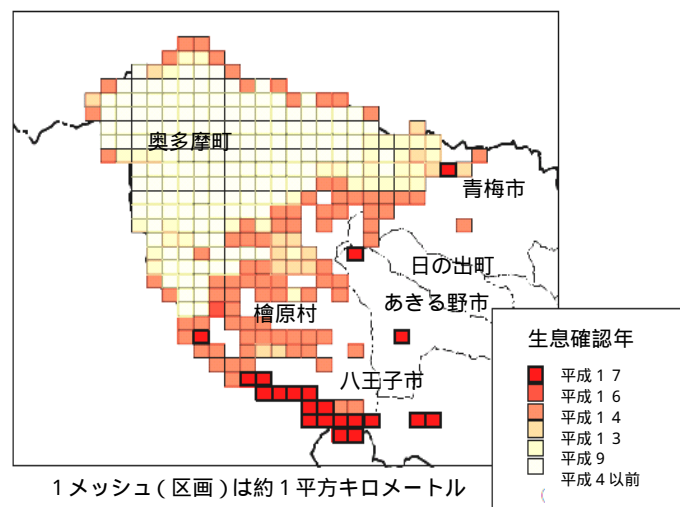 奥多摩町
青梅市
日の出町
あきる野市
檜原村
八王子市
生息確認年
平成１７
平成１６
平成１４
平成１３
平成９
平成４以前
（
１メッシュ（区画）は約１平方キロメートル